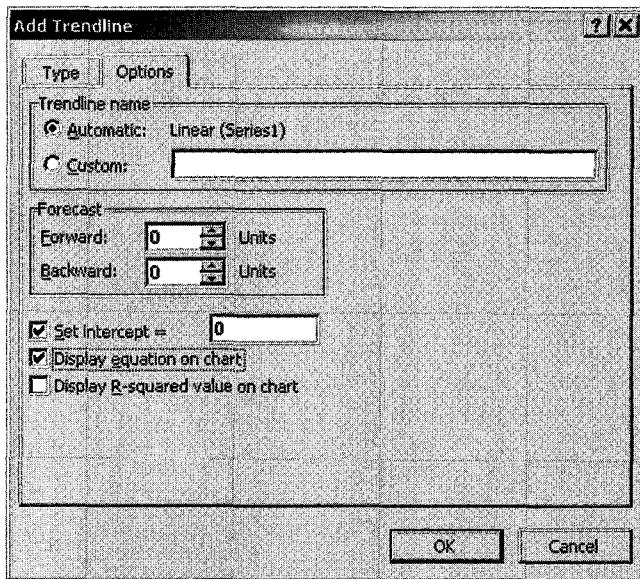 Add Trendline
Type Options
Trendline name
Automatic: Linear (Series1)
Custom:
Forecast
Forward: 0 Units
Backward: 0 Units
Set intercept = 0
Display equation on chart
Display R-squared value on chart
OK Cancel